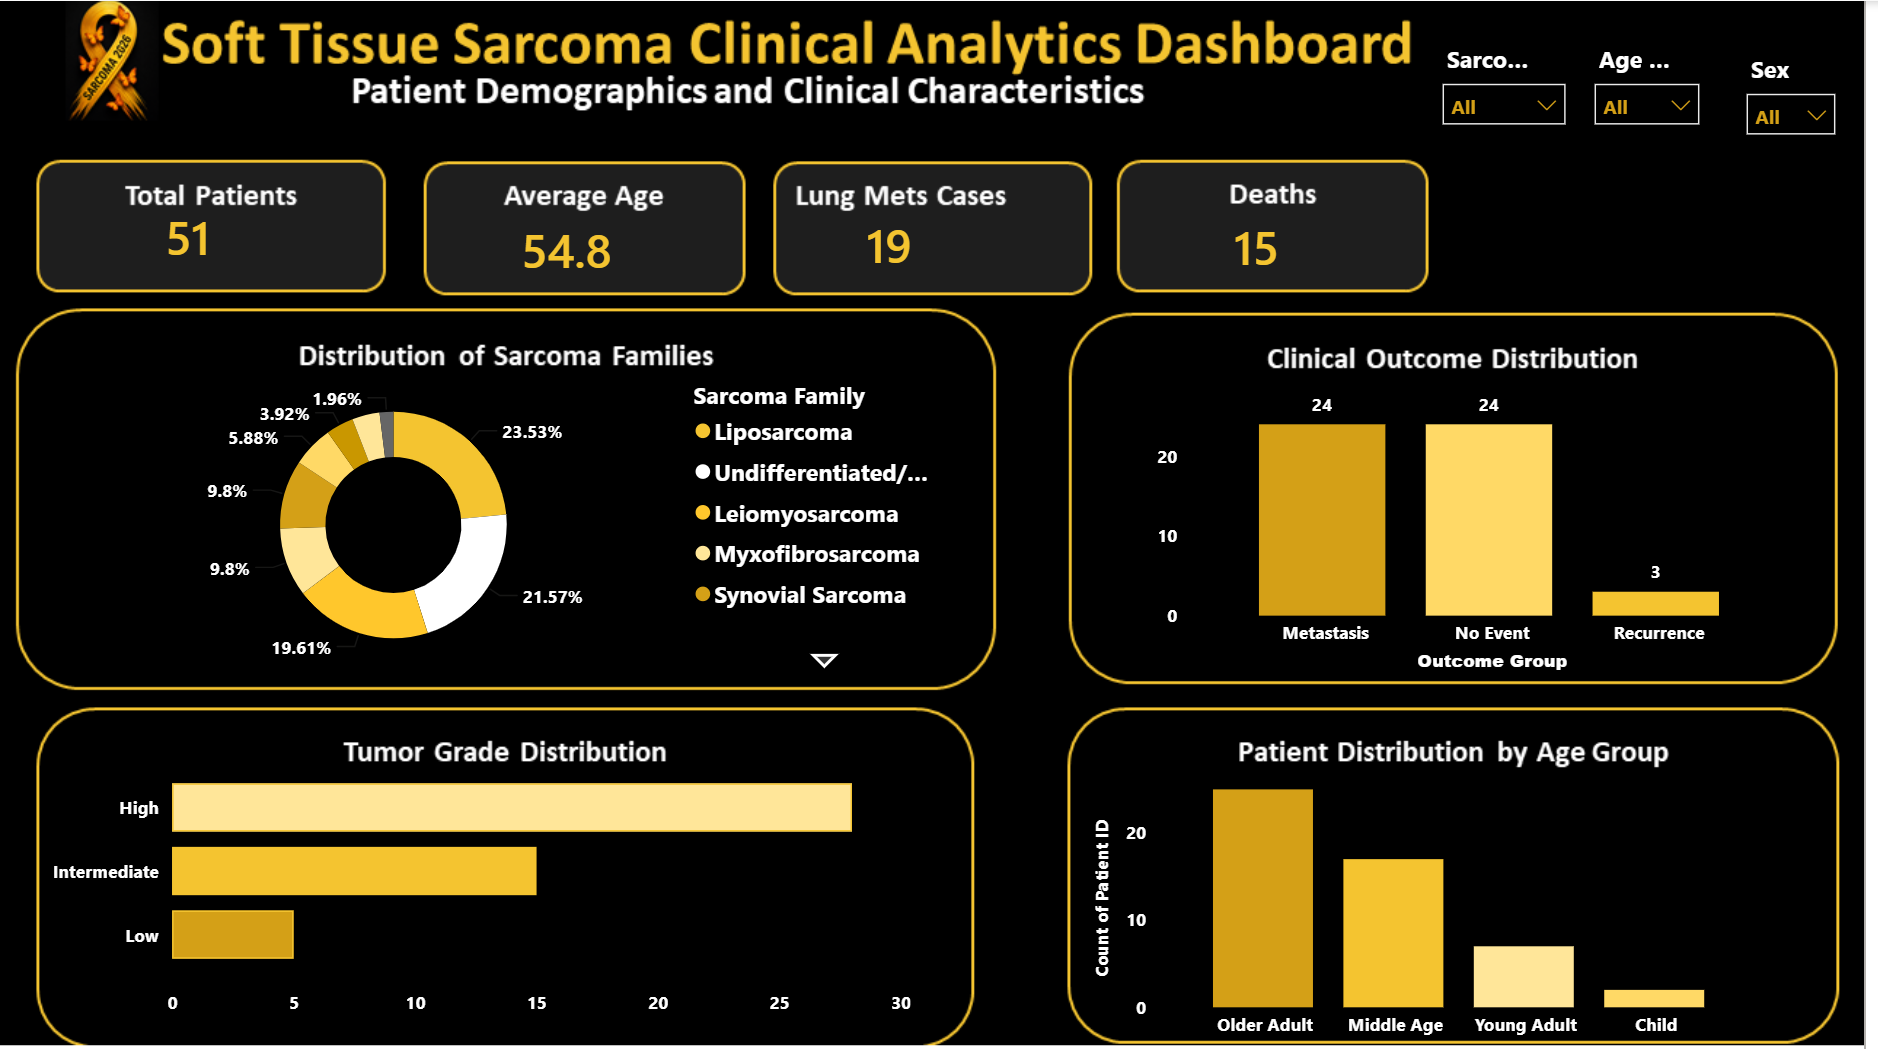 SARCOMA 2026
Soft Tissue Sarcoma Clinical Analytics Dashboard
Patient Demographics and Clinical Characteristics
Sarco...
All
Age ...
All
Sex
All
Total Patients
51
Average Age
54.8
Lung Mets Cases
19
Deaths
15
Distribution of Sarcoma Families
1.96%
3.92%
5.88%
9.8%
9.8%
19.61%
23.53%
21.57%
Sarcoma Family
Liposarcoma
Undifferentiated/...
Leiomyosarcoma
Myxofibrosarcoma
Synovial Sarcoma
Clinical Outcome Distribution
24
24
3
20
10
0
Metastasis
No Event
Recurrence
Outcome Group
Tumor Grade Distribution
High
Intermediate
Low
0
5
10
15
20
25
30
Patient Distribution by Age Group
Count of Patient ID
20
10
0
Older Adult
Middle Age
Young Adult
Child